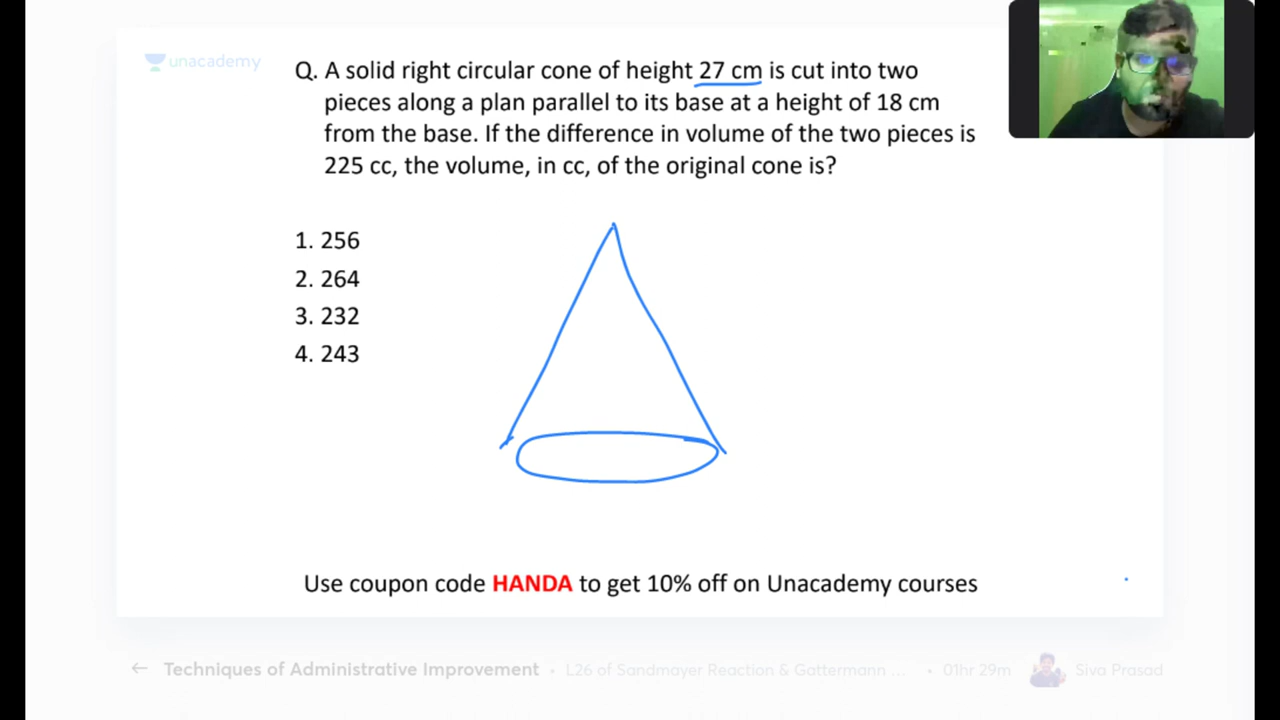 unacademy
Q. A solid right circular cone of height 27 cm is cut into two
pieces along a plan parallel to its base at a height of 18 cm
from the base. If the difference in volume of the two pieces is
225 cc, the volume, in cc, of the original cone is?
1. 256
2. 264
3. 232
4. 243
Use coupon code HANDA to get 10% off on Unacademy courses
← Techniques of Administrative Improvement • L26 of Sandmayer Reaction & Gattermann ... • 01hr 29m Siva Prasad